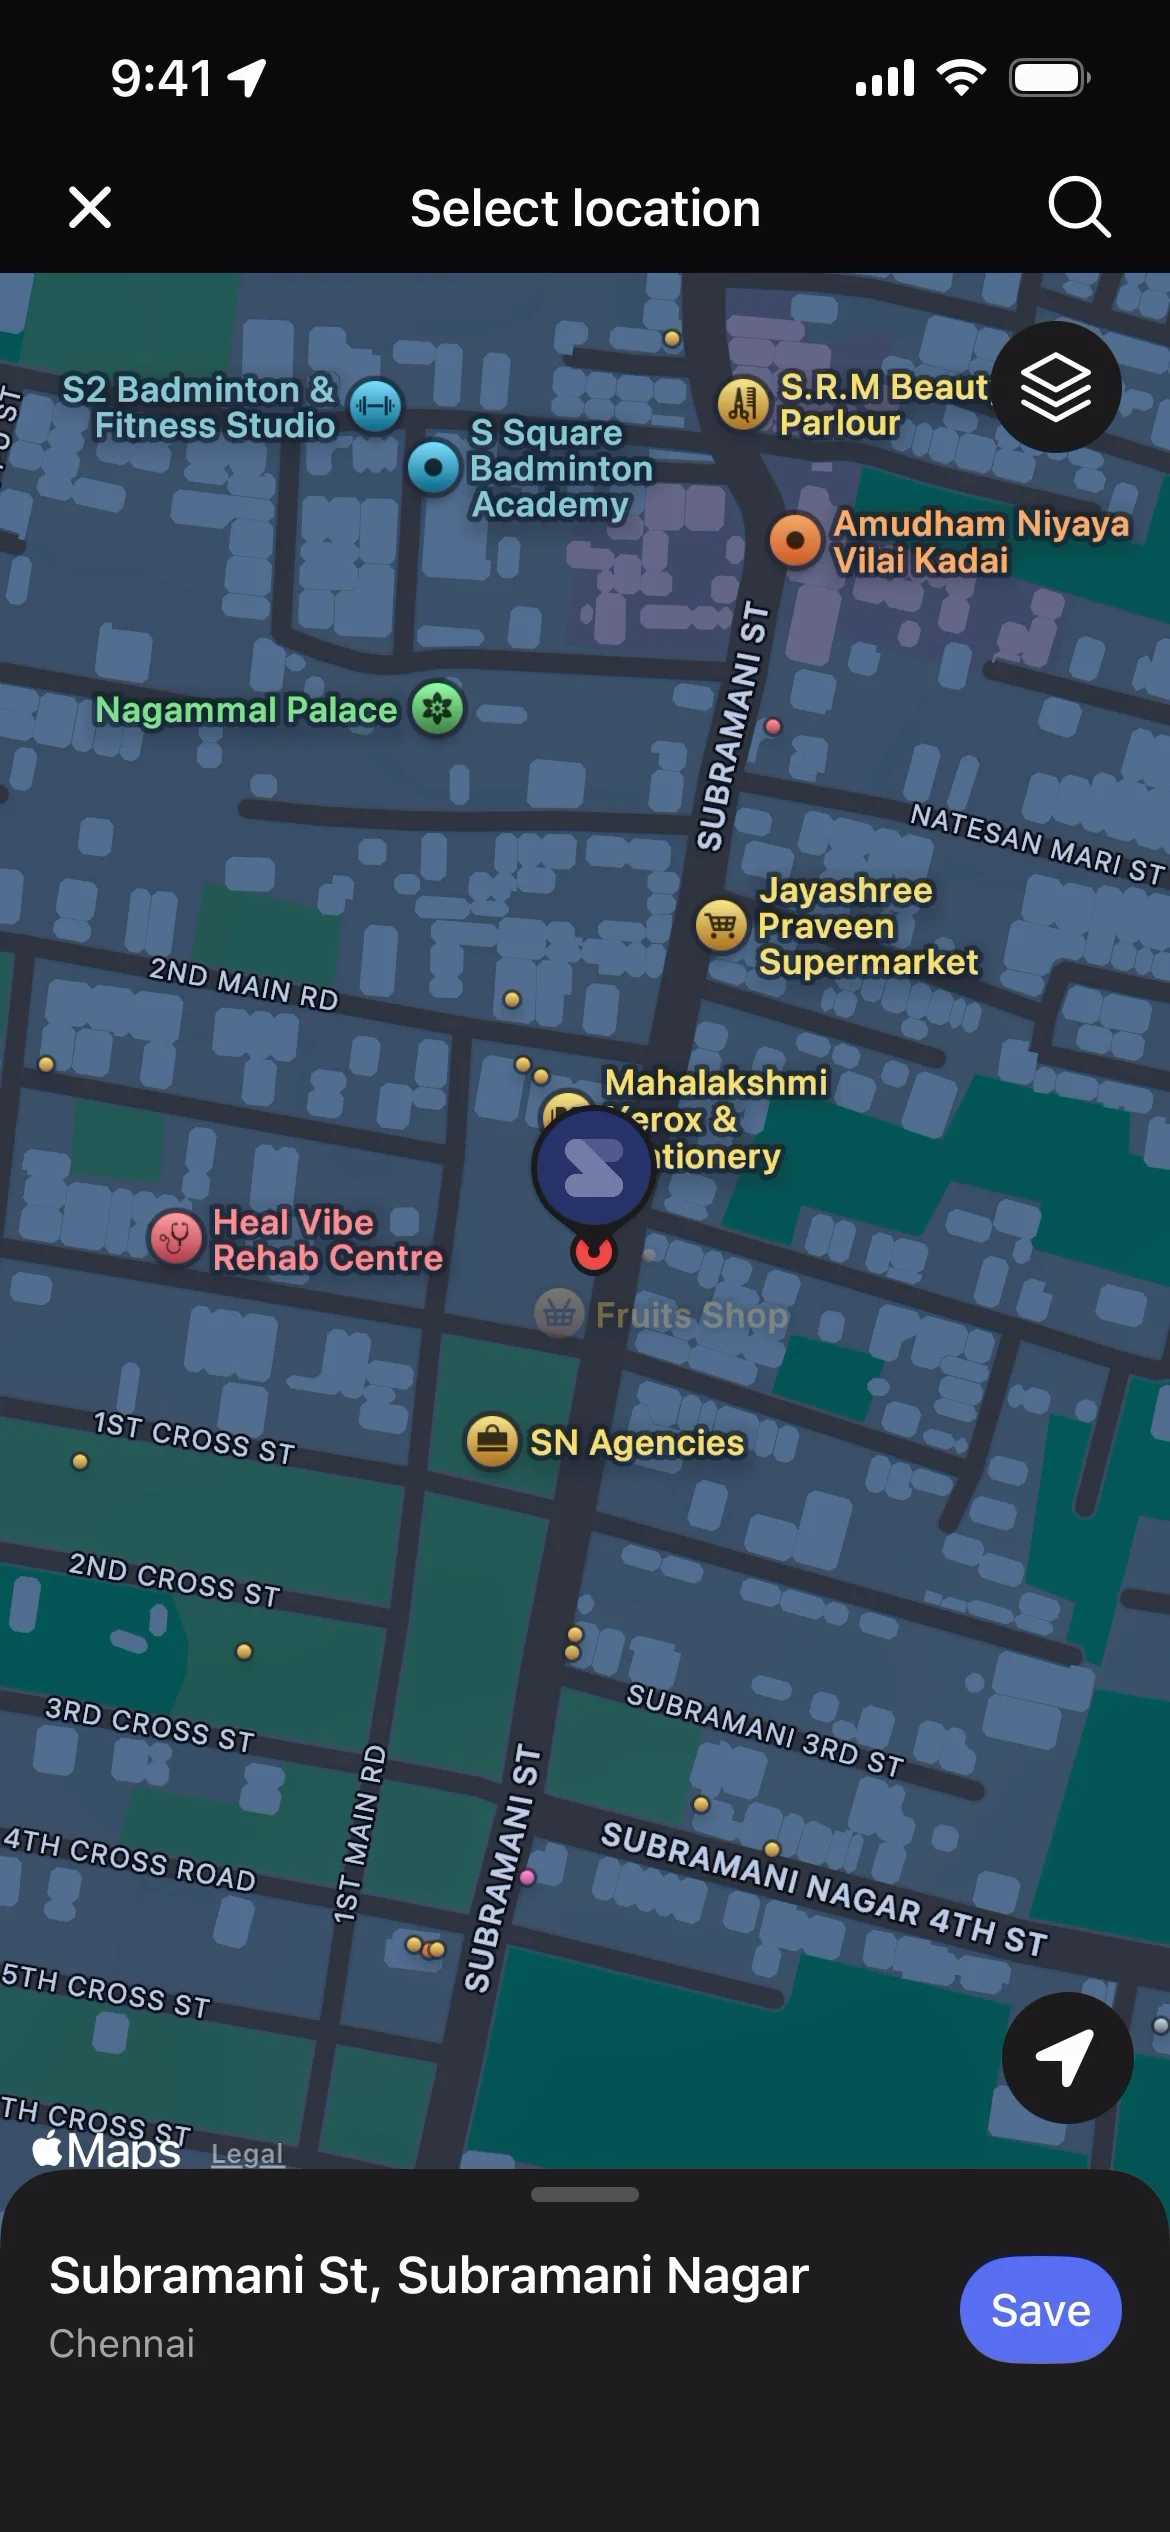 9:41
Select location
S2 Badminton &
Fitness Studio
S Square
Badminton
Academy
S.R.M Beaut
Parlour
Amudham Niyaya
Vilai Kadai
SUBRAMANI ST
Nagammal Palace
NATESAN MARI ST
Jayashree
Praveen
Supermarket
2ND MAIN RD
Mahalakshmi
Xerox &
tionery
Heal Vibe
Rehab Centre
Fruits Shop
1ST CROSS ST
SN Agencies
2ND CROSS ST
3RD CROSS ST
SUBRAMANI 3RD ST
1ST MAIN RD
SUBRAMANI ST
4TH CROSS ROAD
SUBRAMANI NAGAR 4TH ST
5TH CROSS ST
TH CROSS ST
Maps Legal
Subramani St, Subramani Nagar
Chennai
Save